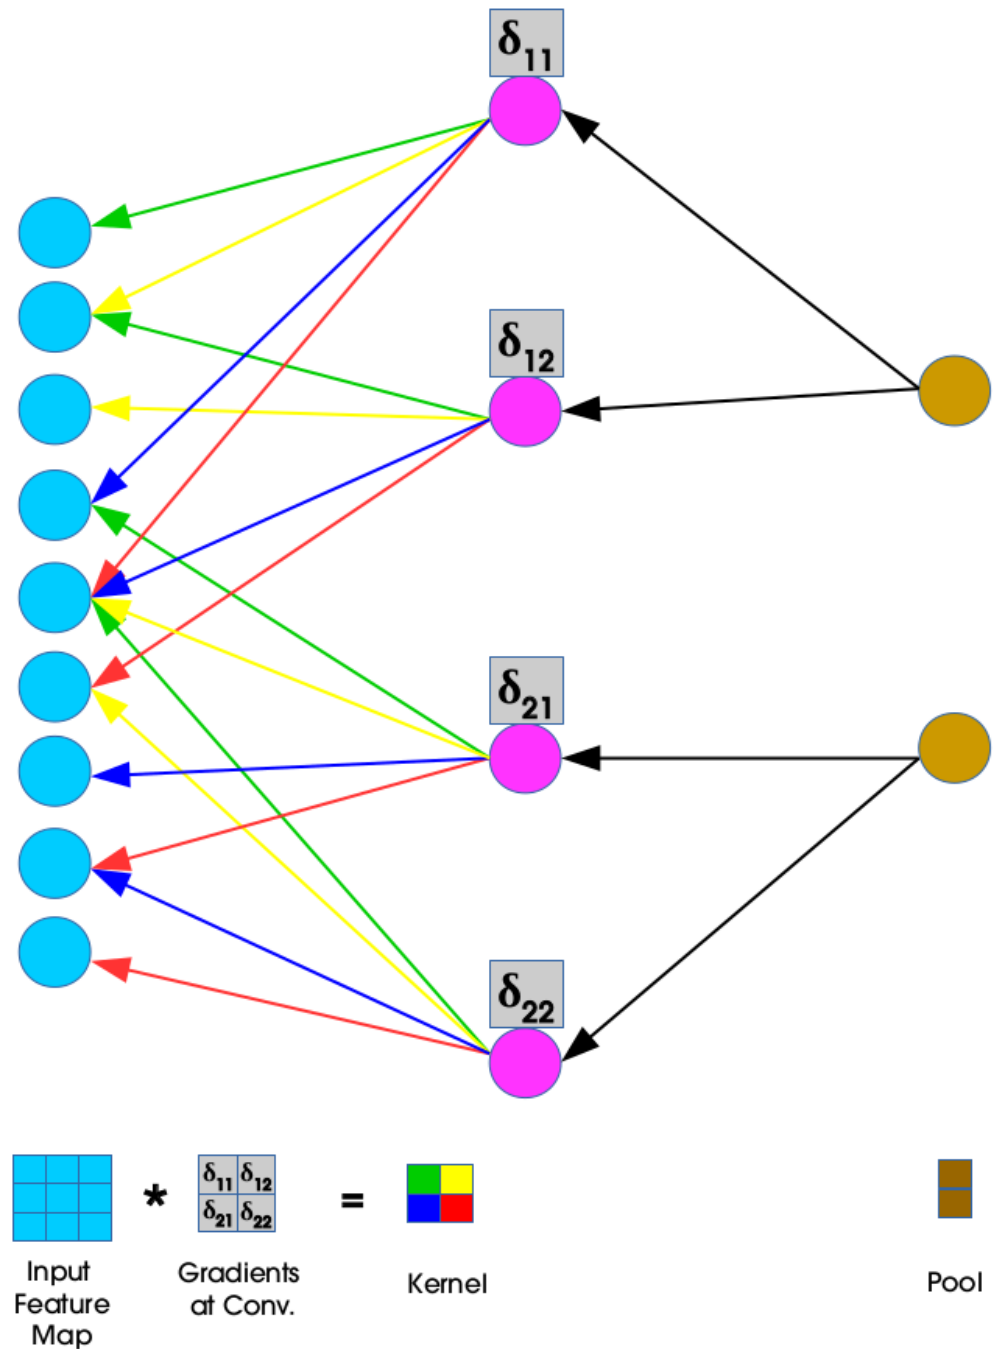 δ11
δ12
δ21
δ22
δ11 δ12
* =
δ21 δ22
Input
Feature
Map
Gradients
at Conv.
Kernel
Pool